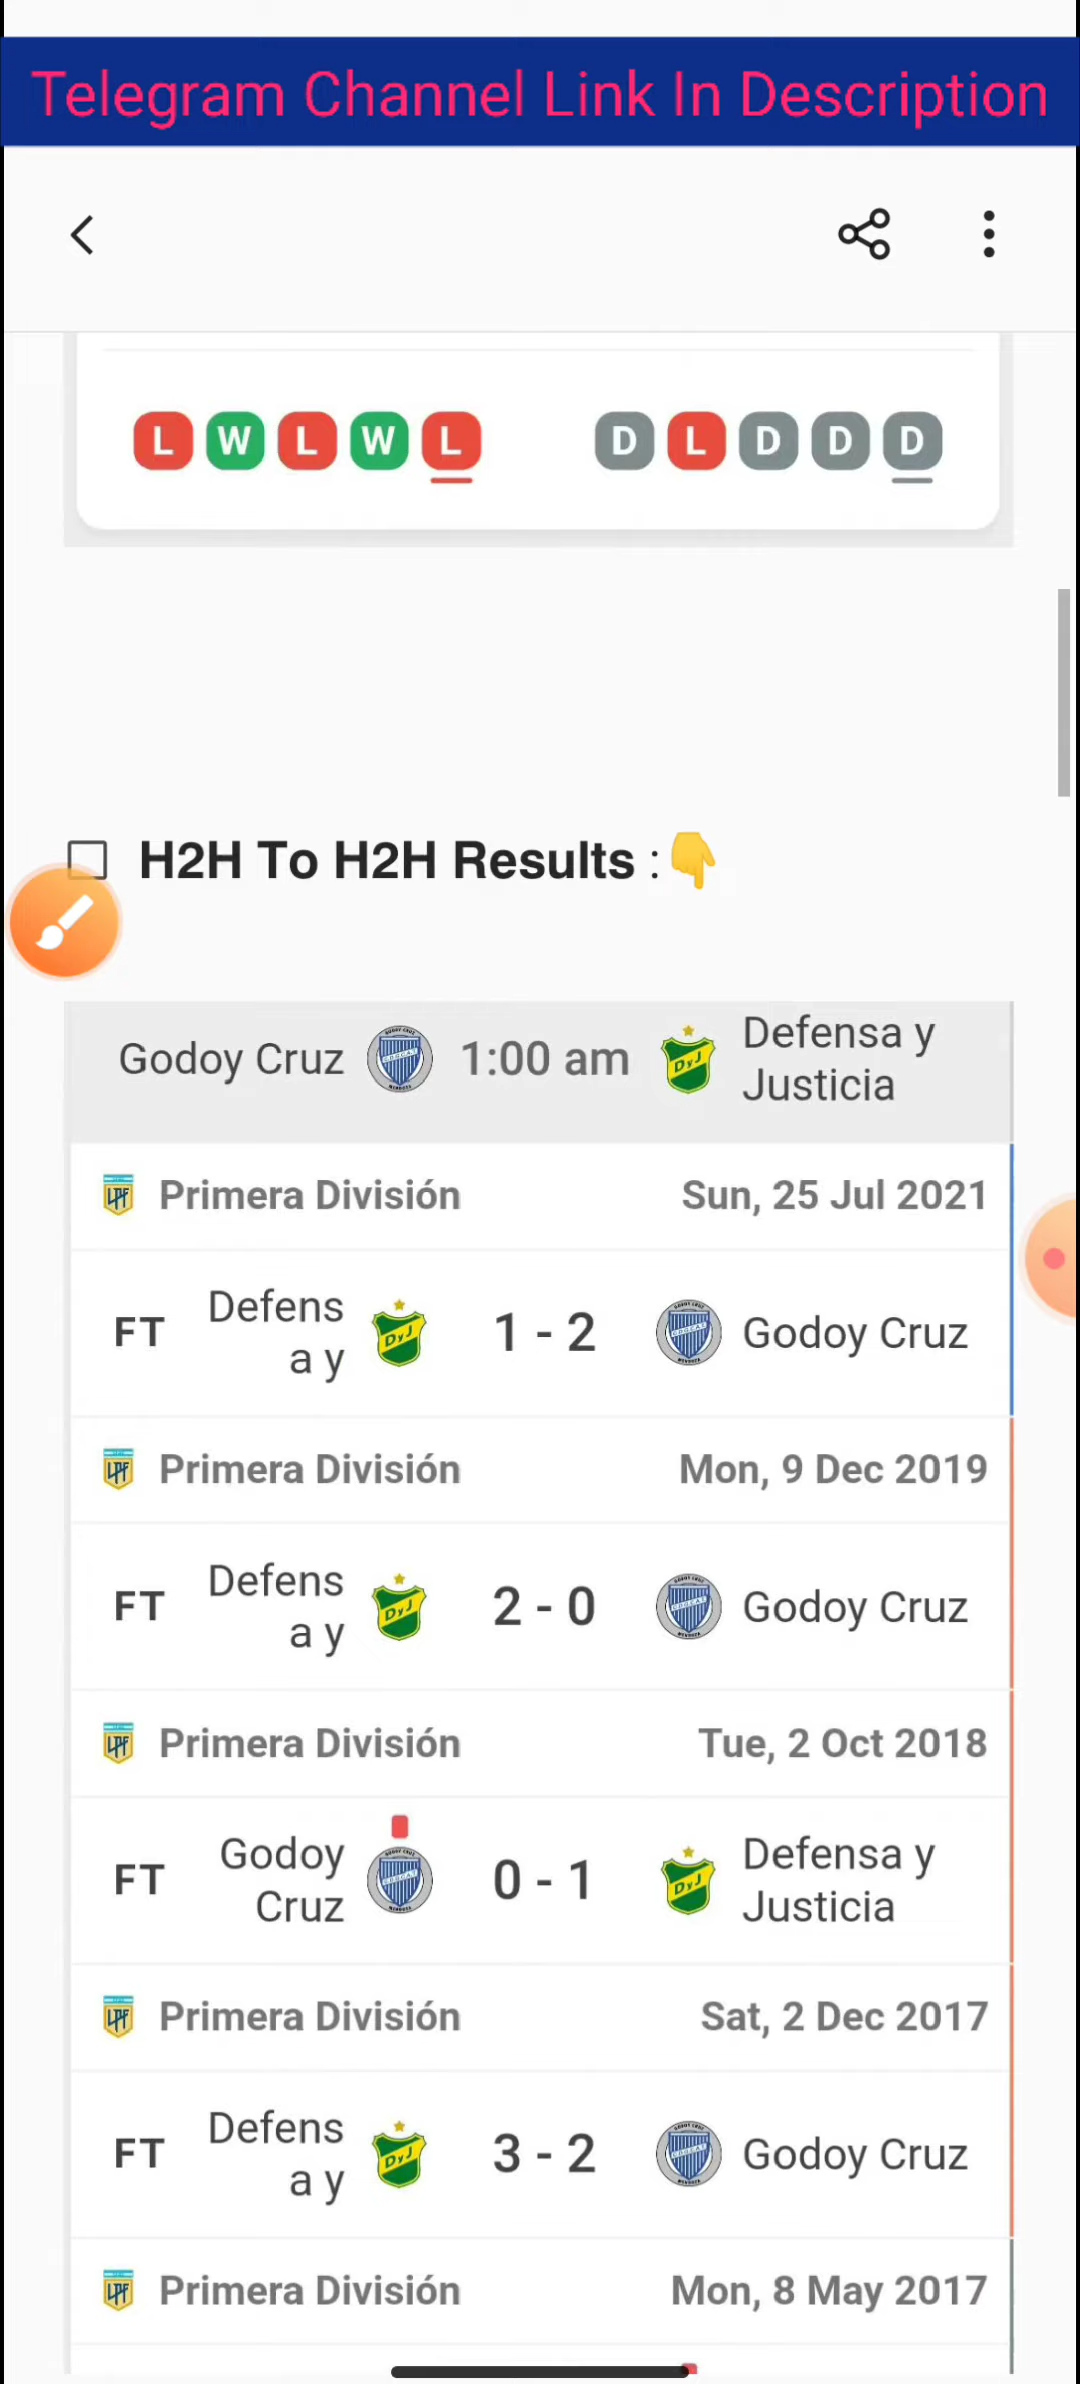 Telegram Channel Link In Description
L W L W L D L D D D
H2H To H2H Results :👇
Godoy Cruz 1:00 am Defensa y
Justicia
Primera División Sun, 25 Jul 2021
FT Defens
a y 1 - 2 Godoy Cruz
Primera División Mon, 9 Dec 2019
FT Defens
a y 2 - 0 Godoy Cruz
Primera División Tue, 2 Oct 2018
FT Godoy
Cruz 0 - 1 Defensa y
Justicia
Primera División Sat, 2 Dec 2017
FT Defens
a y 3 - 2 Godoy Cruz
Primera División Mon, 8 May 2017